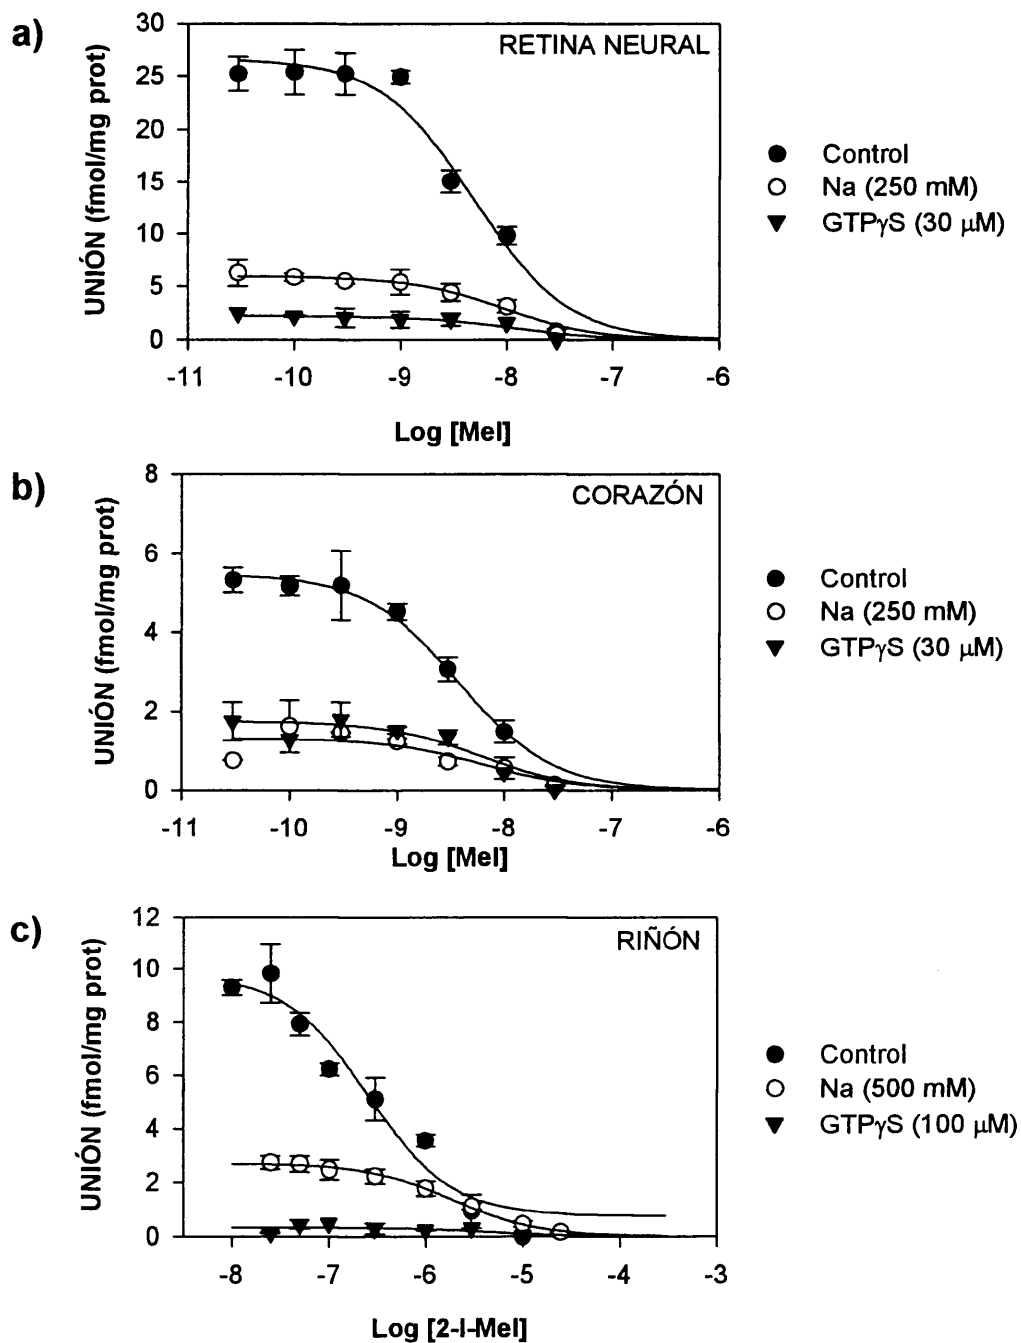 a)
RETINA NEURAL
UNIÓN (fmol/mg prot)
30
25
20
15
10
5
0
-11 -10 -9 -8 -7 -6
Log [Mel]
● Control
○ Na (250 mM)
▼ GTPγS (30 μM)
b)
CORAZÓN
UNIÓN (fmol/mg prot)
8
6
4
2
0
-11 -10 -9 -8 -7 -6
Log [Mel]
● Control
○ Na (250 mM)
▼ GTPγS (30 μM)
c)
RIÑÓN
UNIÓN (fmol/mg prot)
12
10
8
6
4
2
0
-8 -7 -6 -5 -4 -3
Log [2-I-Mel]
● Control
○ Na (500 mM)
▼ GTPγS (100 μM)